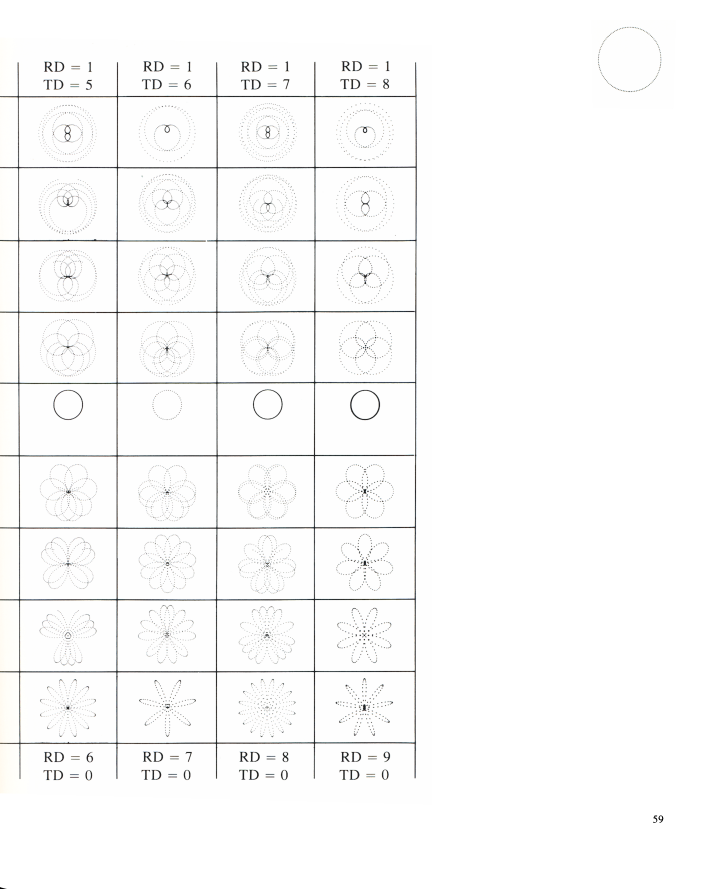 RD = 1 RD = 1 RD = 1 RD = 1
TD = 5 TD = 6 TD = 7 TD = 8
RD = 6 RD = 7 RD = 8 RD = 9
TD = 0 TD = 0 TD = 0 TD = 0
59